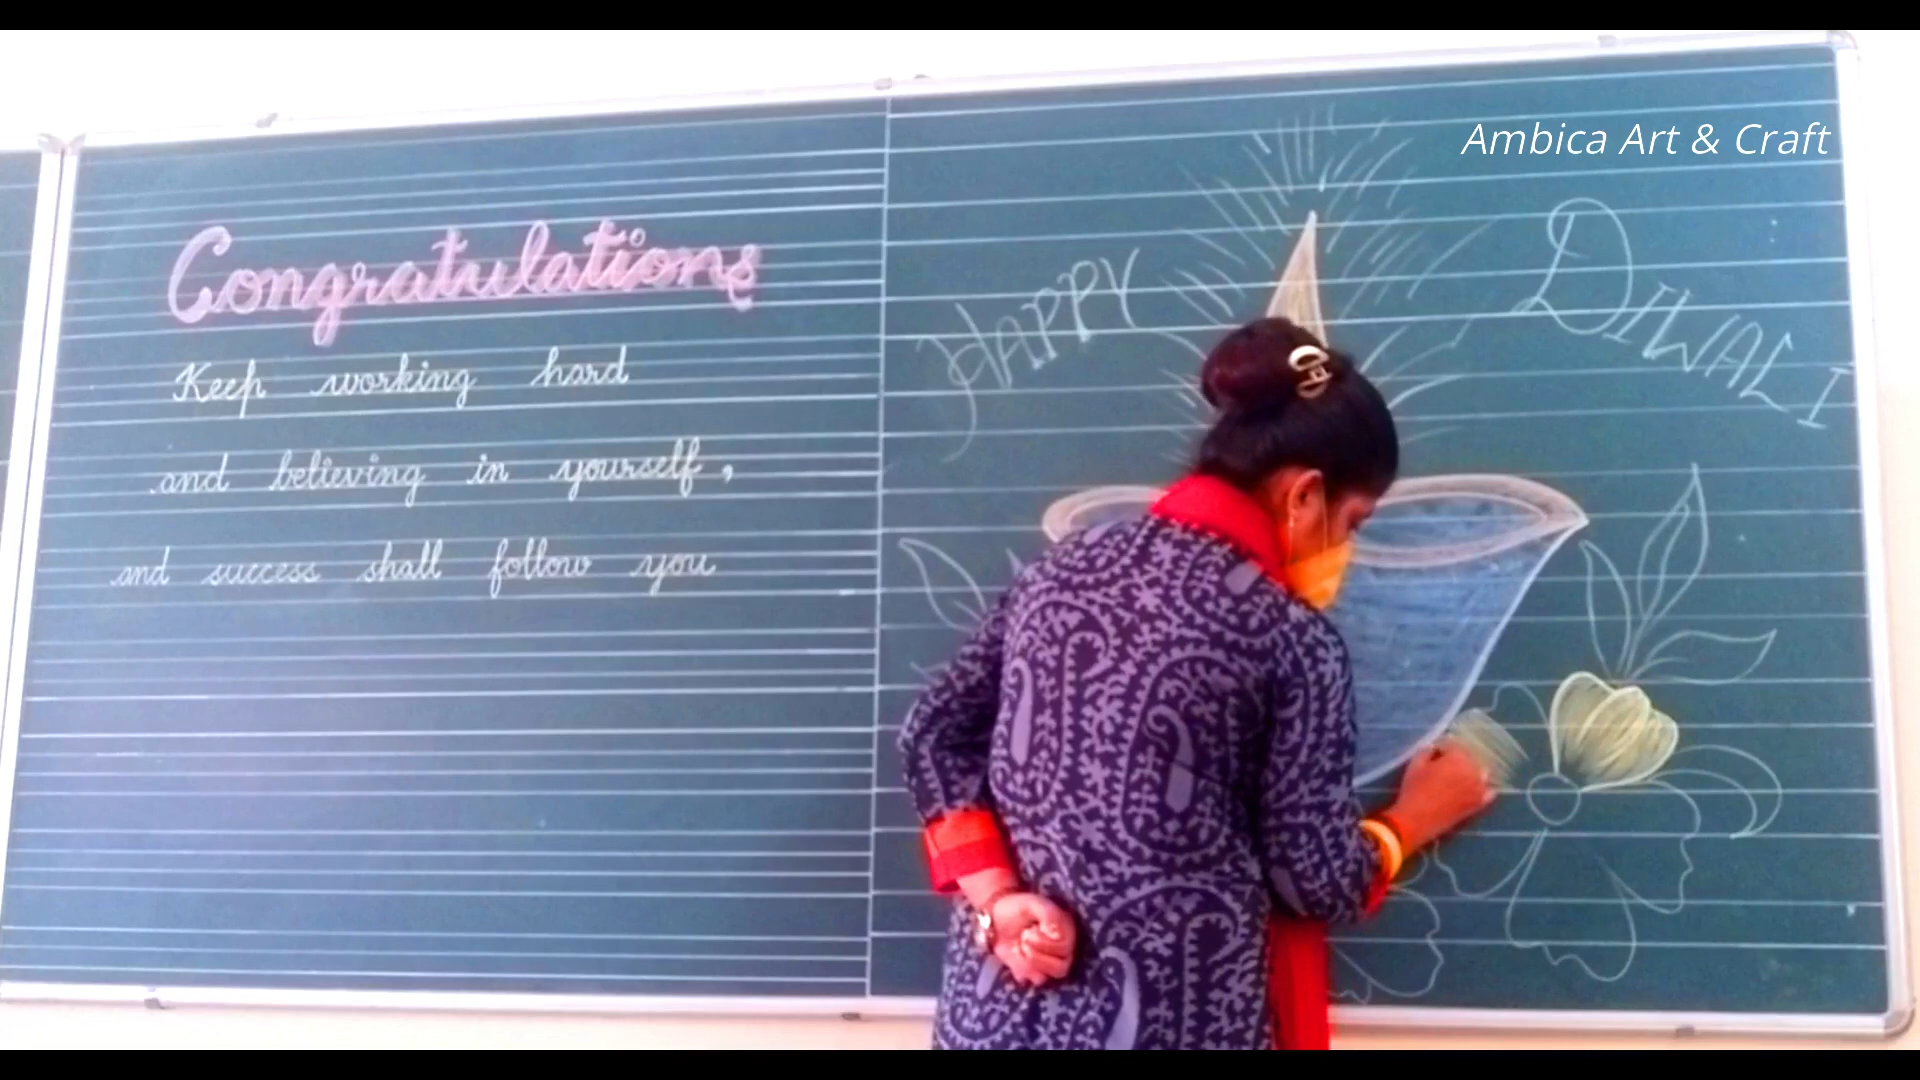 Congratulations
Keep working hard
and believing in yourself,
and success shall follow you
Ambica Art & Craft
HAPPY DIWALI